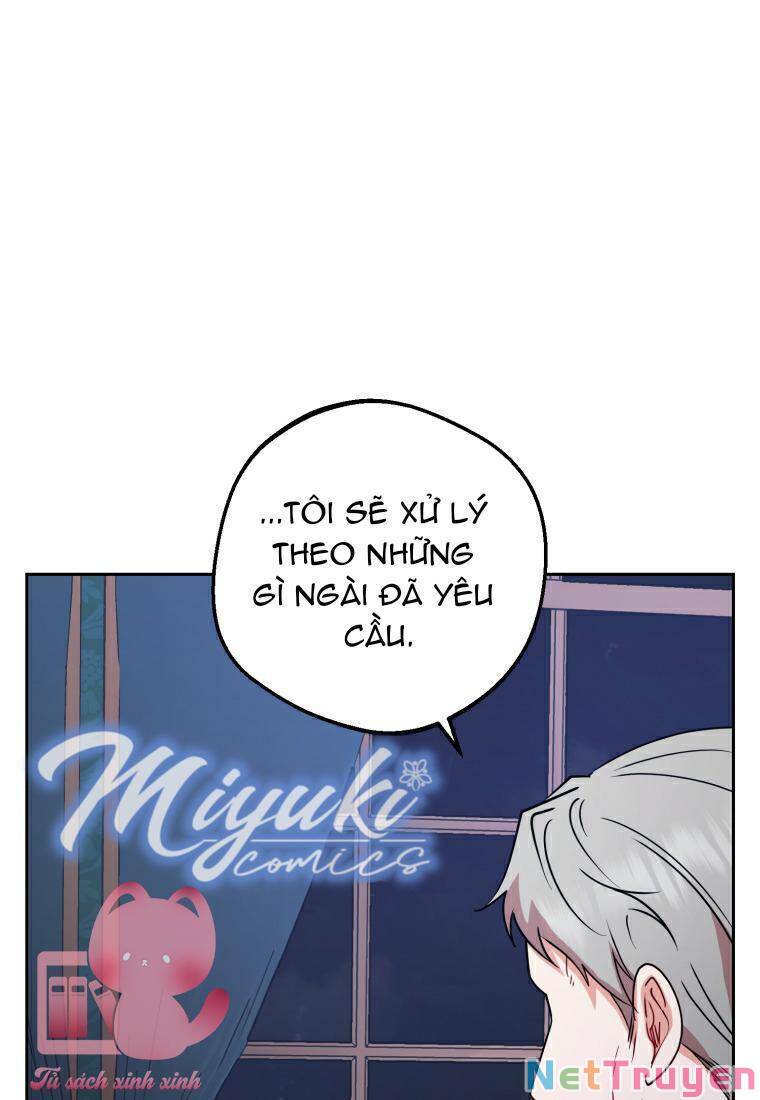 ...TÔI SẼ XỬ LÝ
THEO NHỮNG
GÌ NGÀI ĐÃ YÊU
CẦU.
Miyuki
comics
Tủ sách xinh xinh
NetTruyen